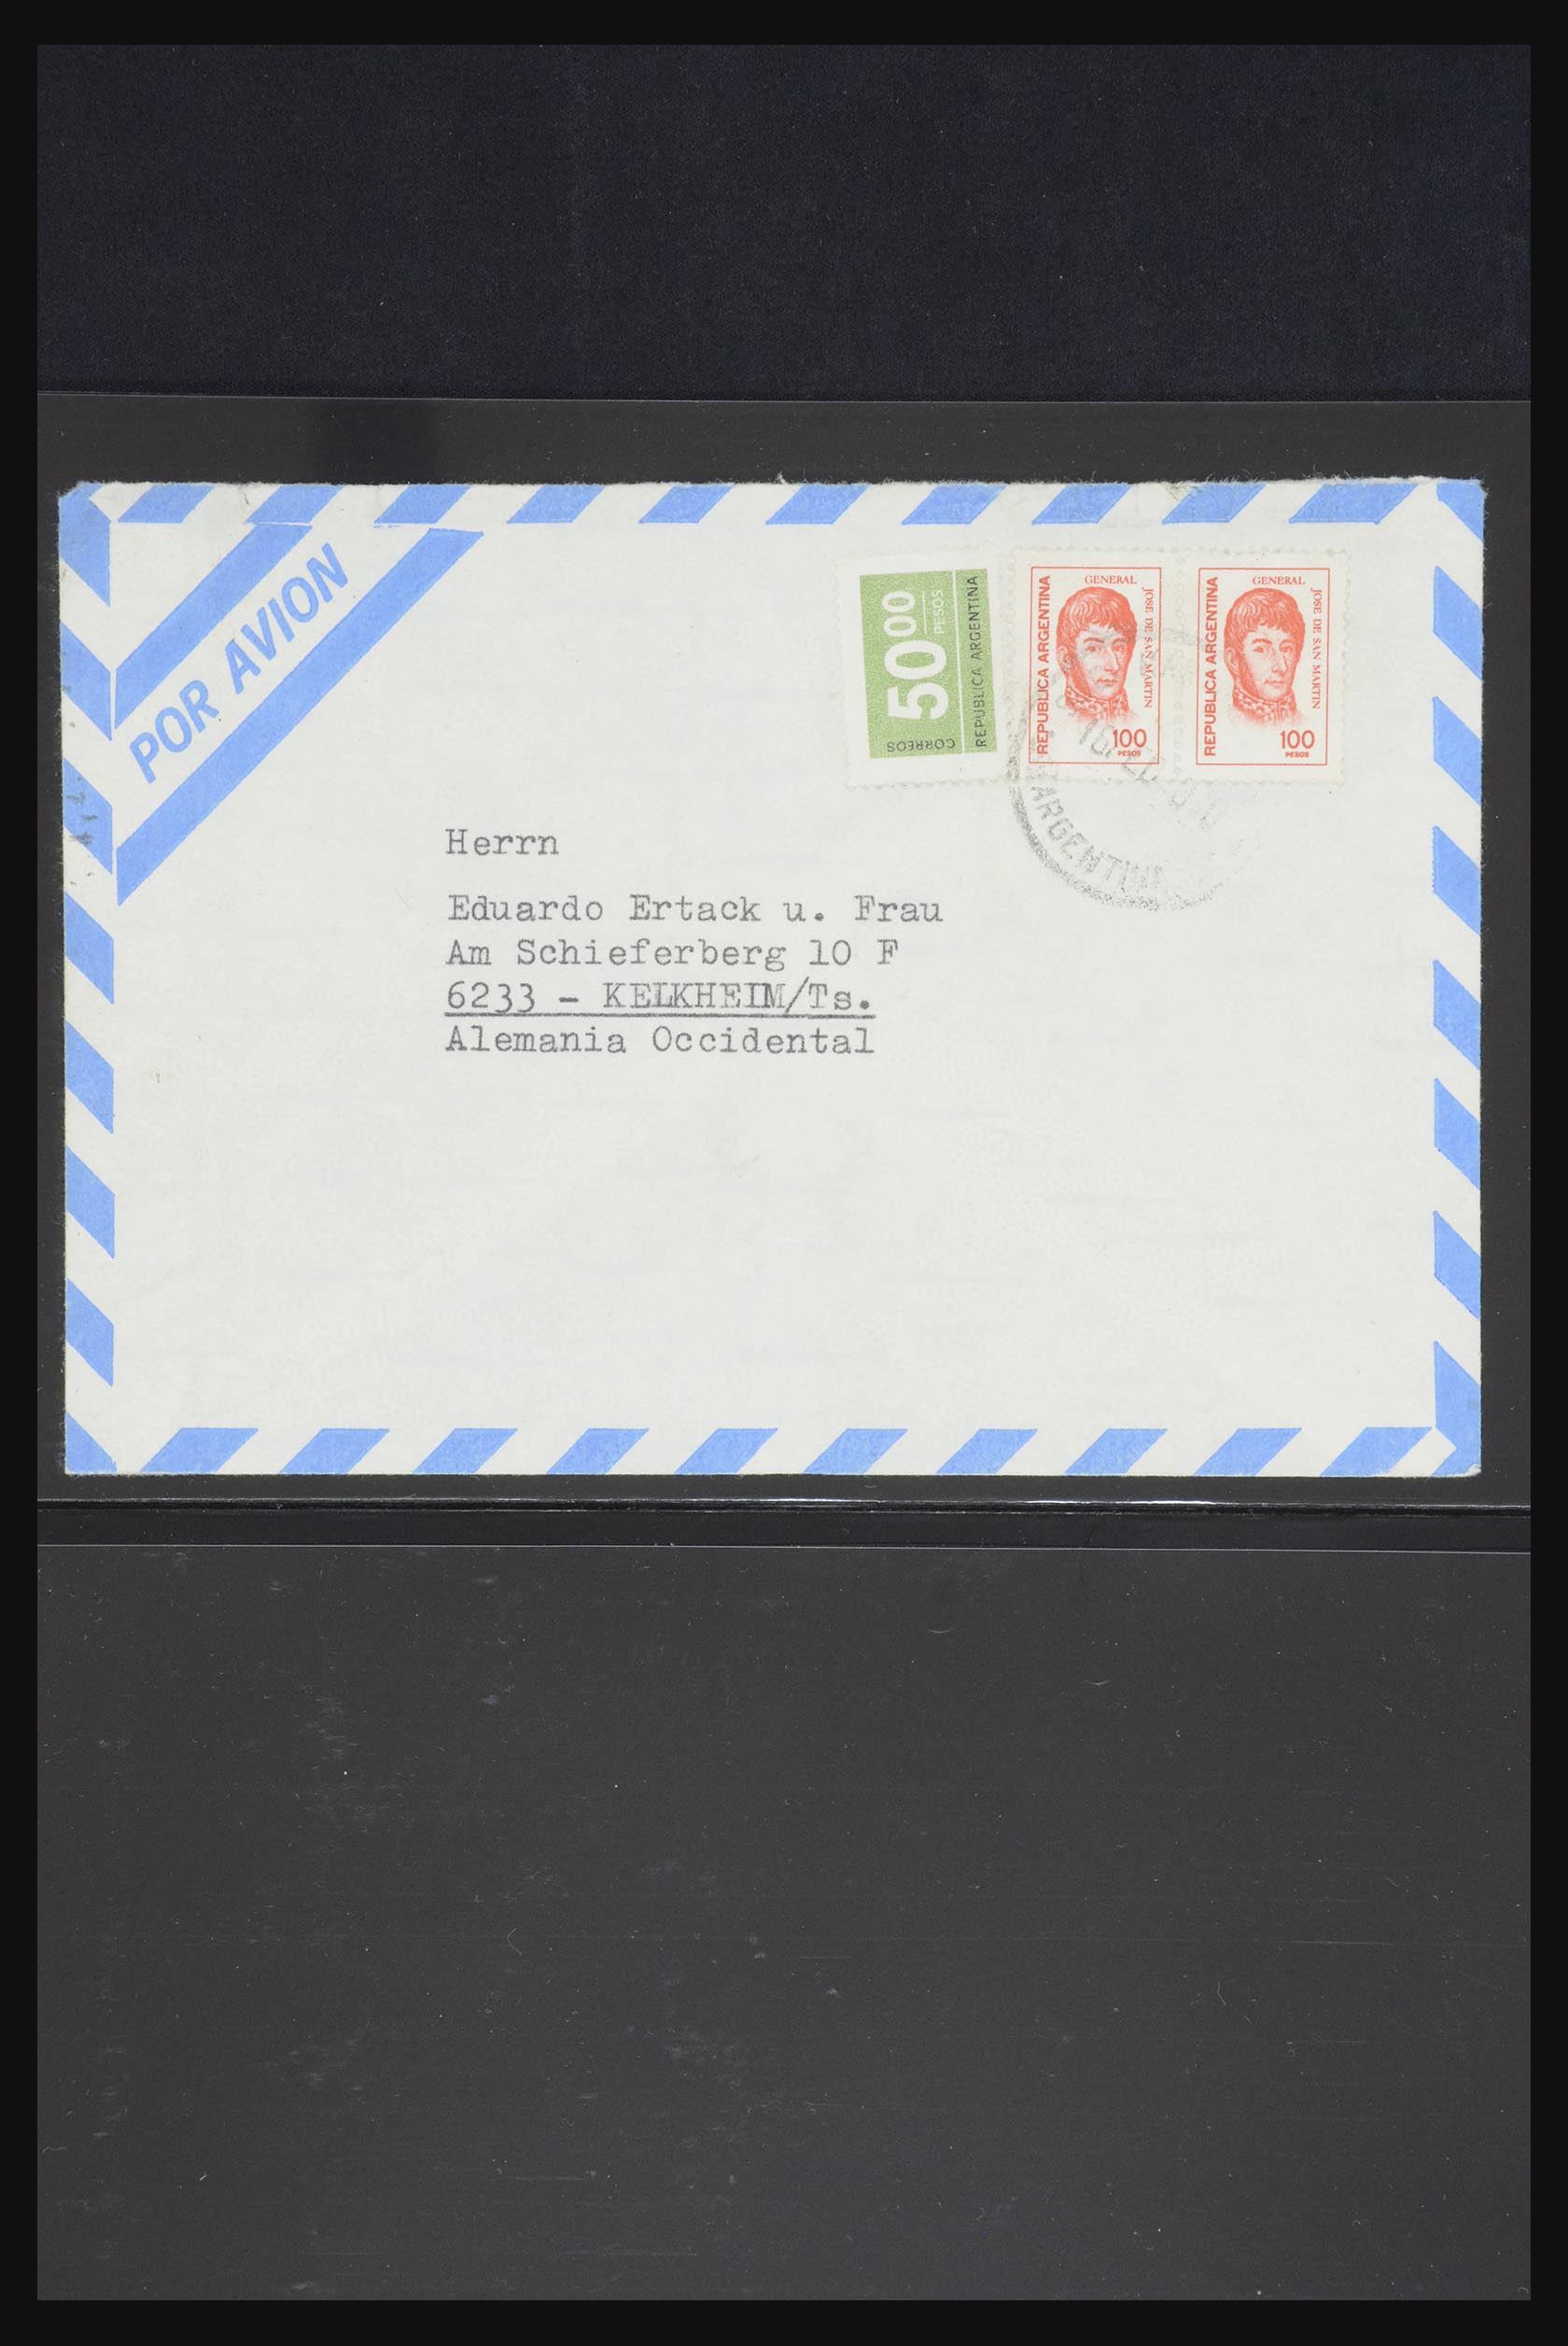 POR AVION
50 00
PESOS
CORREOS
REPUBLICA ARGENTINA
REPUBLICA ARGENTINA
GENERAL
JOSE DE SAN MARTIN
100
PESOS
REPUBLICA ARGENTINA
GENERAL
JOSE DE SAN MARTIN
100
PESOS
ARGENTINA
Herrn
Eduardo Ertack u. Frau
Am Schieferberg 10 F
6233 - KELKHEIM/Ts.
Alemania Occidental